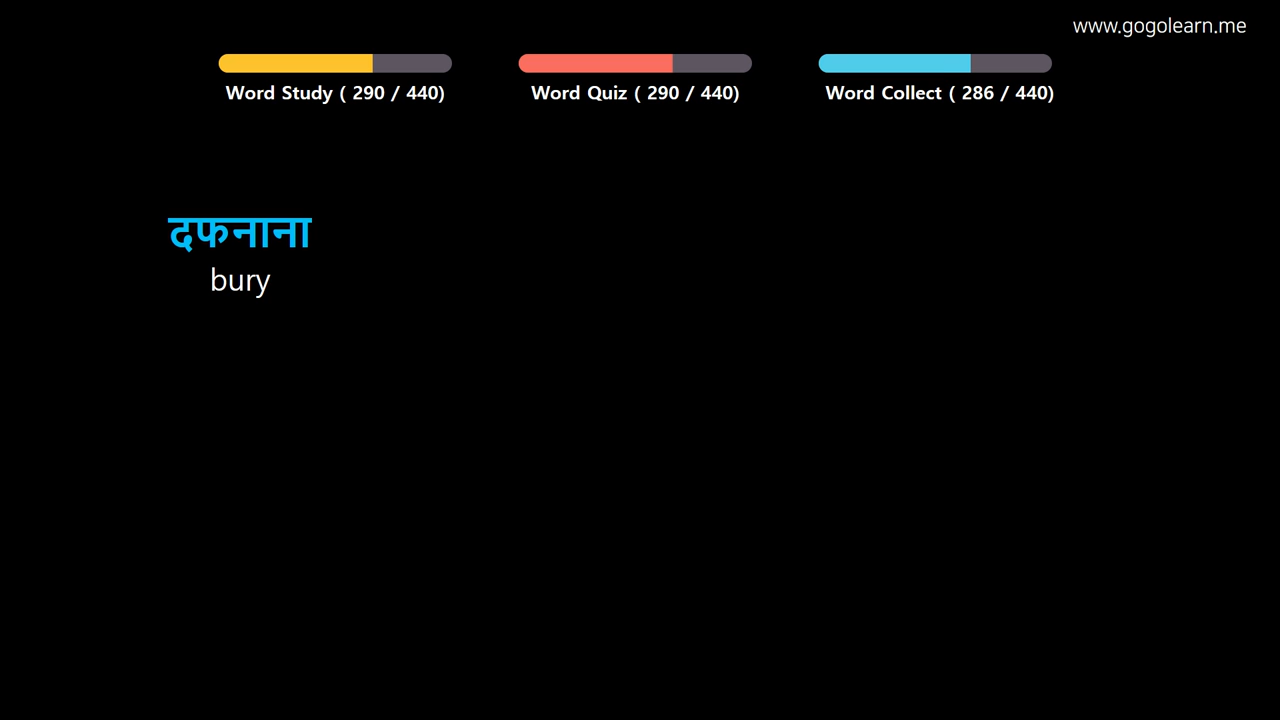 www.gogolearn.me
Word Study ( 290 / 440)
Word Quiz ( 290 / 440)
Word Collect ( 286 / 440)
दफनाना
bury